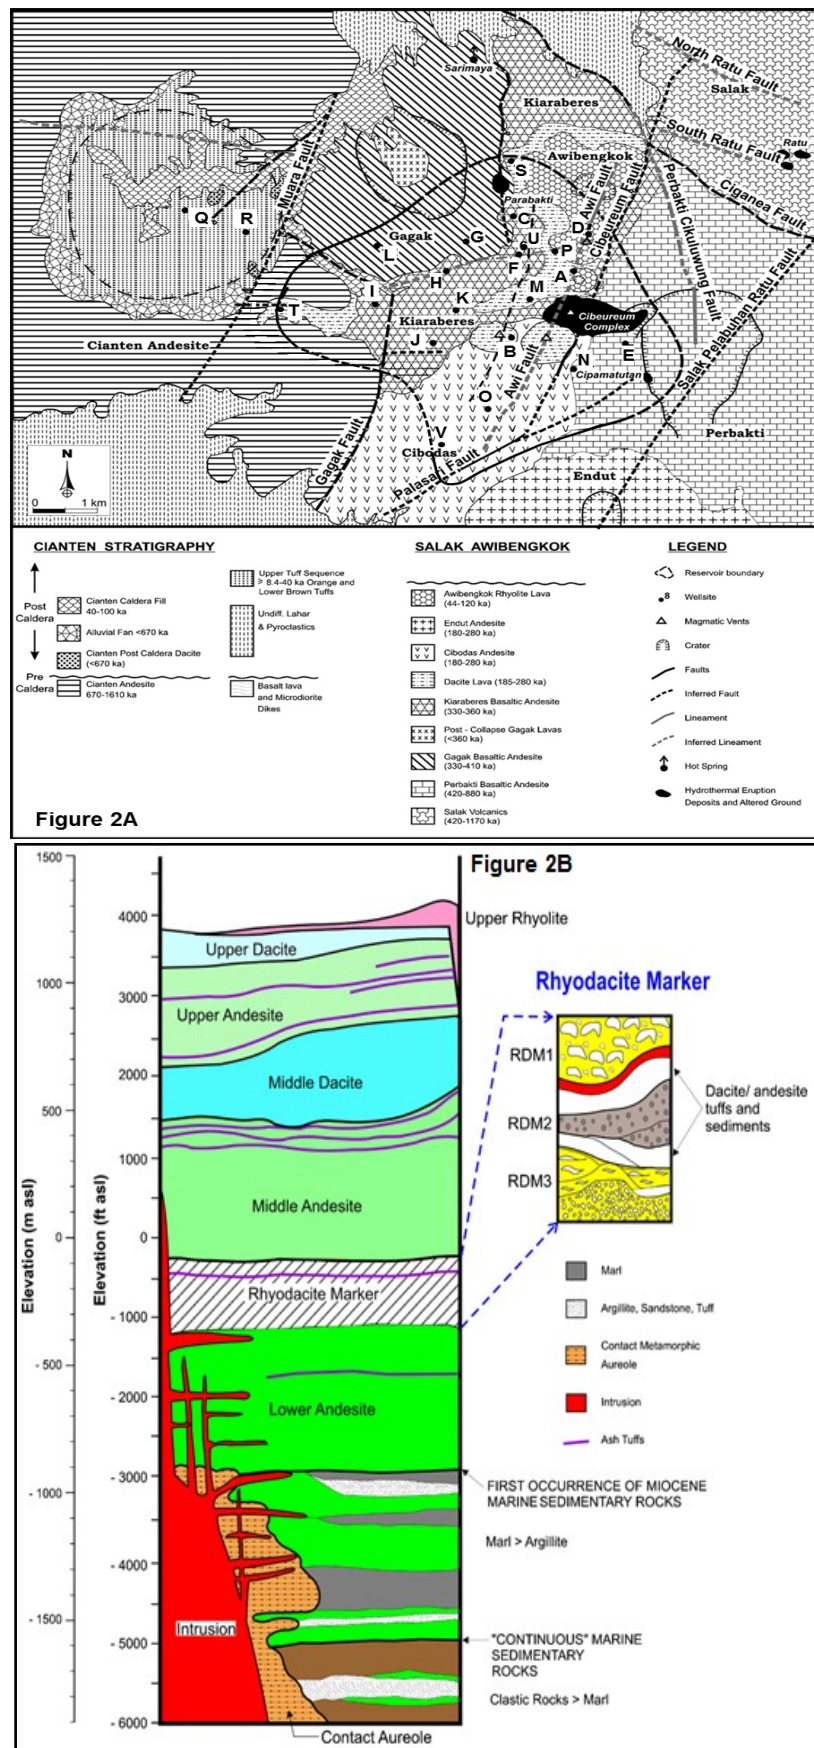 Sarimaya
North Ratu Fault
Salak
Kiaraberes
South Ratu Fault
Ratu
Awibengkok
Muara Fault
S
Parabakti
Awi Fault
Cibeureum Fault
Perbakti Cikuluwung Fault
Ciganea Fault
Q
R
C
D
Gagak
G
U
L
F
P
H
A
I
M
K
T
Kiaraberes
Cibeureum
Complex
Cianten Andesite
J
B
N
E
Awi Fault
Cipamatutan
Salak Pelabuhan Ratu Fault
O
Perbakti
V
Cibodas
Gagak Fault
Palasari Fault
Endut
N
0
1 km
CIANTEN STRATIGRAPHY
Post
Caldera
Pre
Caldera
Cianten Caldera Fill
40-100 ka
Alluvial Fan <670 ka
Cianten Post Caldera Dacite
(<670 ka)
Cianten Andesite
670-1610 ka
Upper Tuff Sequence
≥ 8.4-40 ka Orange and
Lower Brown Tuffs
Undiff. Lahar
& Pyroclastics
Basalt lava
and Microdiorite
Dikes
SALAK AWIBENGKOK
Awibengkok Rhyolite Lava
(44-120 ka)
Endut Andesite
(180-280 ka)
Cibodas Andesite
(180-280 ka)
Dacite Lava (185-280 ka)
Kiaraberes Basaltic Andesite
(330-360 ka)
Post - Collapse Gagak Lavas
(<360 ka)
Gagak Basaltic Andesite
(330-410 ka)
Perbakti Basaltic Andesite
(420-880 ka)
Salak Volcanics
(420-1170 ka)
LEGEND
Reservoir boundary
8
Wellsite
Magmatic Vents
Crater
Faults
Inferred Fault
Lineament
Inferred Lineament
Hot Spring
Hydrothermal Eruption
Deposits and Altered Ground
Figure 2A
Figure 2B
Elevation (m asl)
1500
1000
500
0
- 500
- 1000
- 1500
Elevation (ft asl)
4000
3000
2000
1000
0
- 1000
- 2000
- 3000
- 4000
- 5000
- 6000
Upper Rhyolite
Upper Dacite
Upper Andesite
Middle Dacite
Middle Andesite
Rhyodacite Marker
Lower Andesite
Intrusion
Contact Aureole
Rhyodacite Marker
RDM1
RDM2
RDM3
Dacite/ andesite
tuffs and
sediments
Marl
Argillite, Sandstone, Tuff
Contact Metamorphic
Aureole
Intrusion
Ash Tuffs
FIRST OCCURRENCE OF MIOCENE
MARINE SEDIMENTARY ROCKS
Marl > Argillite
"CONTINUOUS" MARINE
SEDIMENTARY
ROCKS
Clastic Rocks > Marl